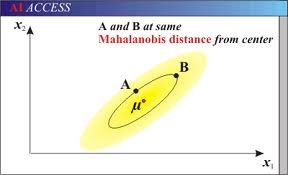 AI ACCESS
x₂
A and B at same
Mahalanobis distance from center
B
A
μ
x₁